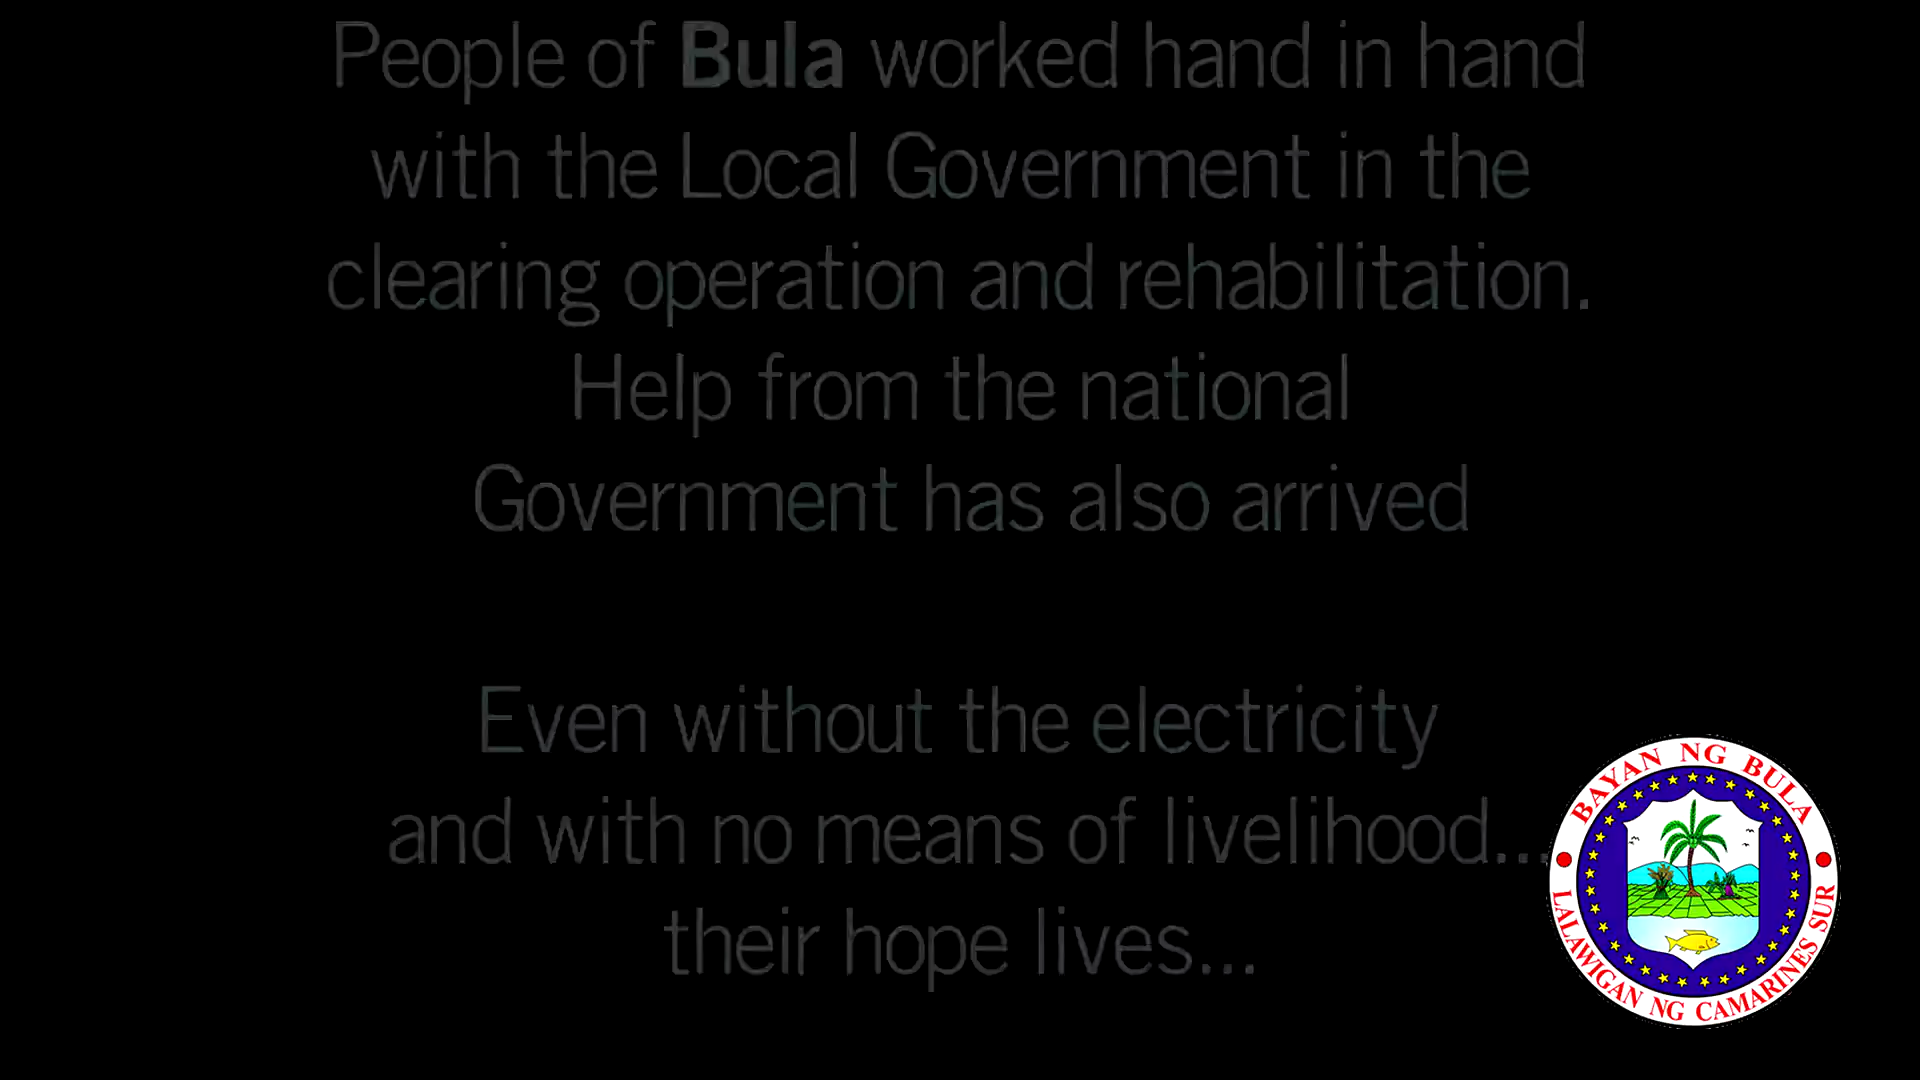 People of Bula worked hand in hand
with the Local Government in the
clearing operation and rehabilitation.
Help from the national
Government has also arrived
Even without the electricity
and with no means of livelihood...
their hope lives...
BAYAN NG BULA
LALAWIGAN NG CAMARINES SUR